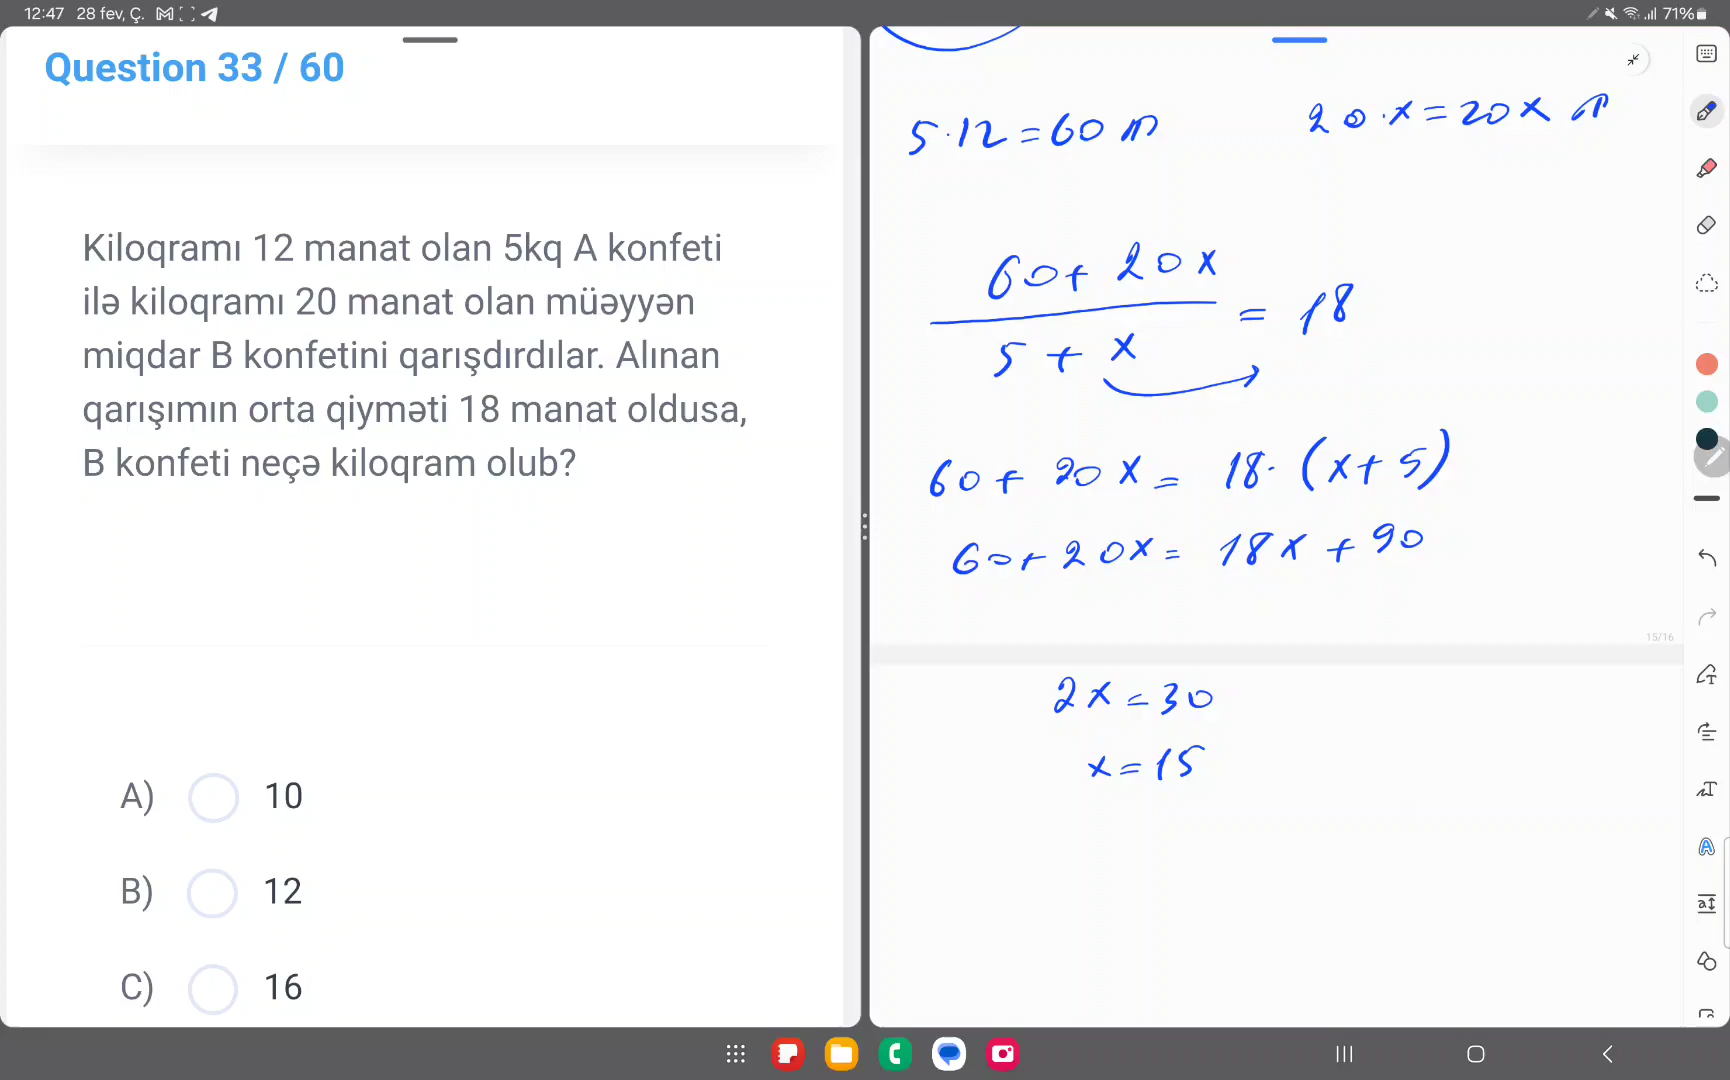 12:47 28 fev, Ç. 71%
Question 33 / 60
Kiloqramı 12 manat olan 5kq A konfeti
ilə kiloqramı 20 manat olan müəyyən
miqdar B konfetini qarışdırdılar. Alınan
qarışımın orta qiyməti 18 manat oldusa,
B konfeti neçə kiloqram olub?
A) 10
B) 12
C) 16
5·12=60 m
20·x=20x m
60+20x
5+x
= 18
60+20x=18·(x+5)
60+20x=18x+90
15/16
2x=30
x=15